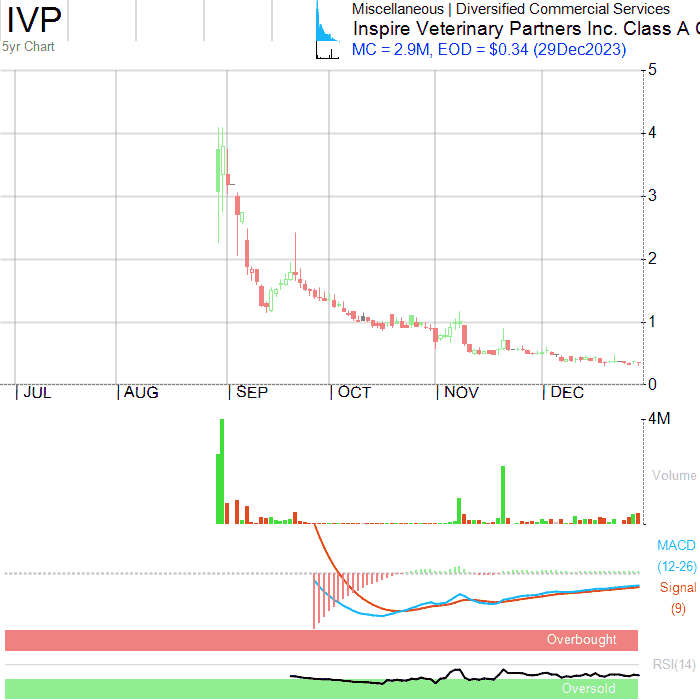 IVP
5yr Chart
Miscellaneous | Diversified Commercial Services
Inspire Veterinary Partners Inc. Class A C
MC = 2.9M, EOD = $0.34 (29Dec2023)
5
4
3
2
1
0
JUL AUG SEP OCT NOV DEC
4M
Volume
MACD
(12-26)
Signal
(9)
Overbought
RSI(14)
Oversold